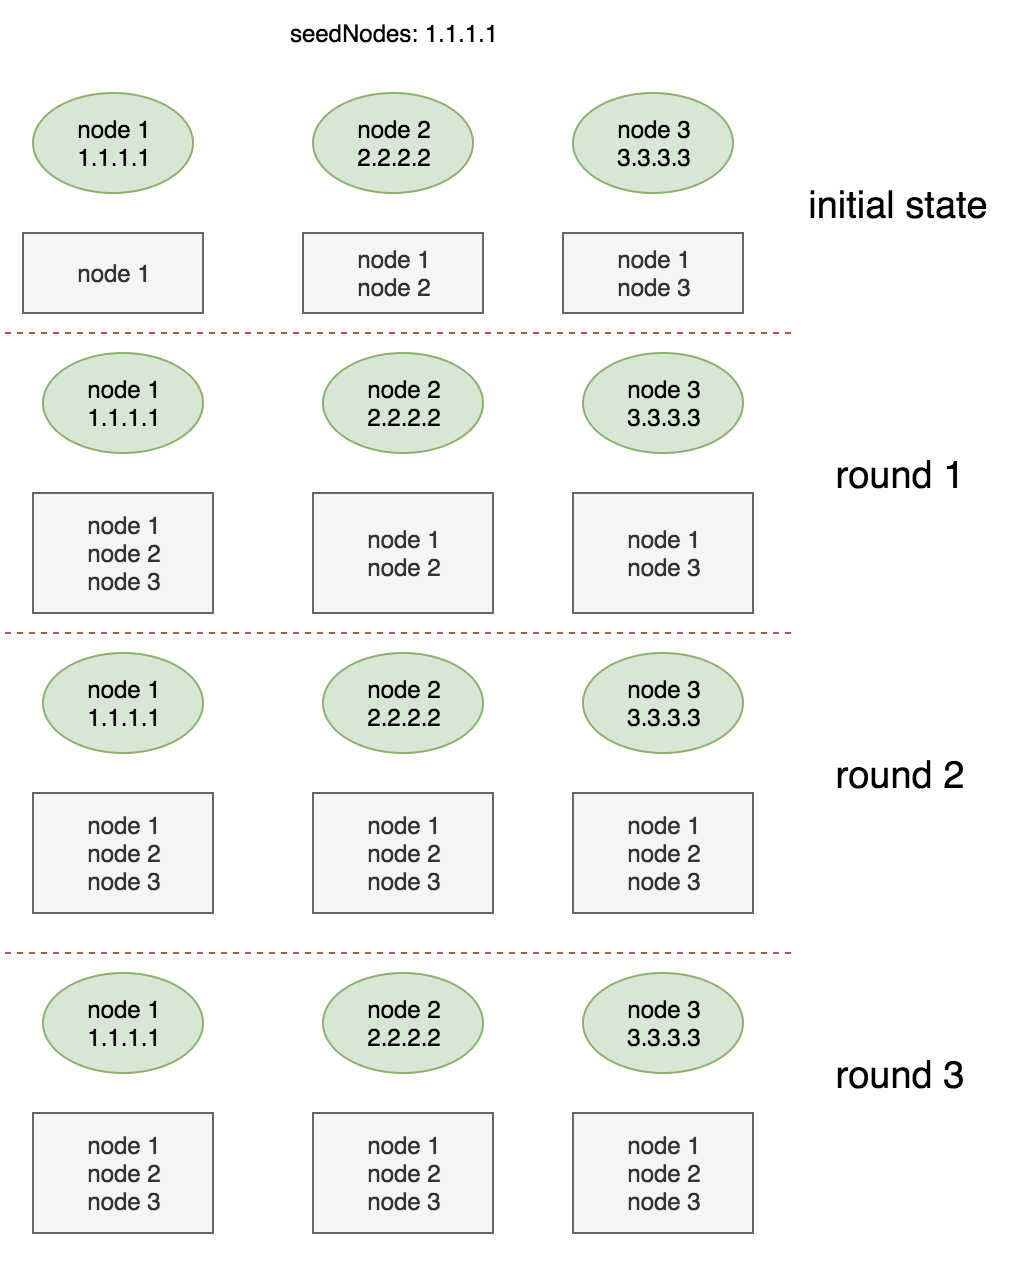 seedNodes: 1.1.1.1
node 1
1.1.1.1
node 2
2.2.2.2
node 3
3.3.3.3
initial state
node 1
node 1
node 2
node 1
node 3
node 1
1.1.1.1
node 2
2.2.2.2
node 3
3.3.3.3
round 1
node 1
node 2
node 3
node 1
node 2
node 1
node 3
node 1
1.1.1.1
node 2
2.2.2.2
node 3
3.3.3.3
round 2
node 1
node 2
node 3
node 1
node 2
node 3
node 1
node 2
node 3
node 1
1.1.1.1
node 2
2.2.2.2
node 3
3.3.3.3
round 3
node 1
node 2
node 3
node 1
node 2
node 3
node 1
node 2
node 3